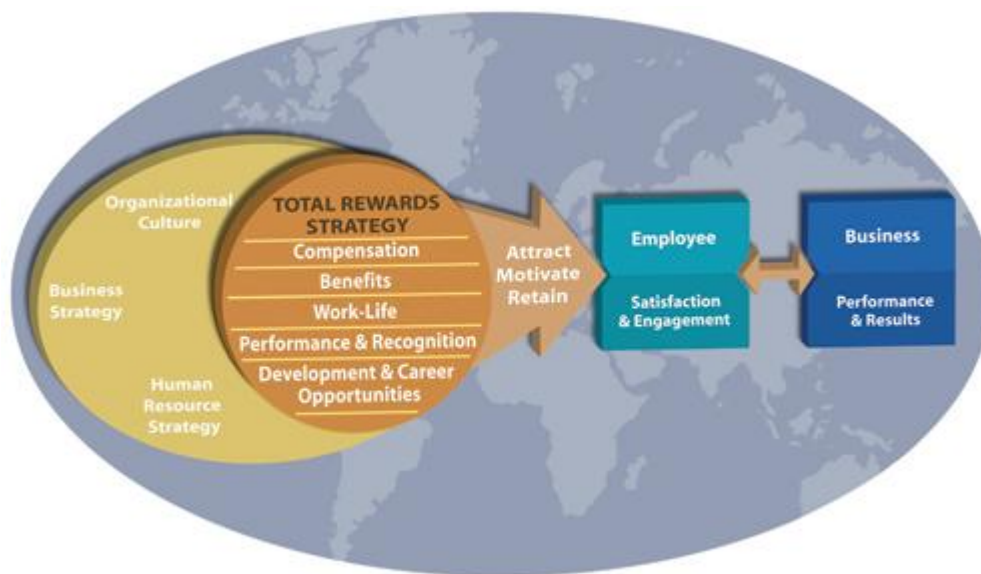 Organizational
Culture
Business
Strategy
Human
Resource
Strategy
TOTAL REWARDS
STRATEGY
Compensation
Benefits
Work-Life
Performance & Recognition
Development & Career
Opportunities
Attract
Motivate
Retain
Employee
Satisfaction
& Engagement
Business
Performance
& Results